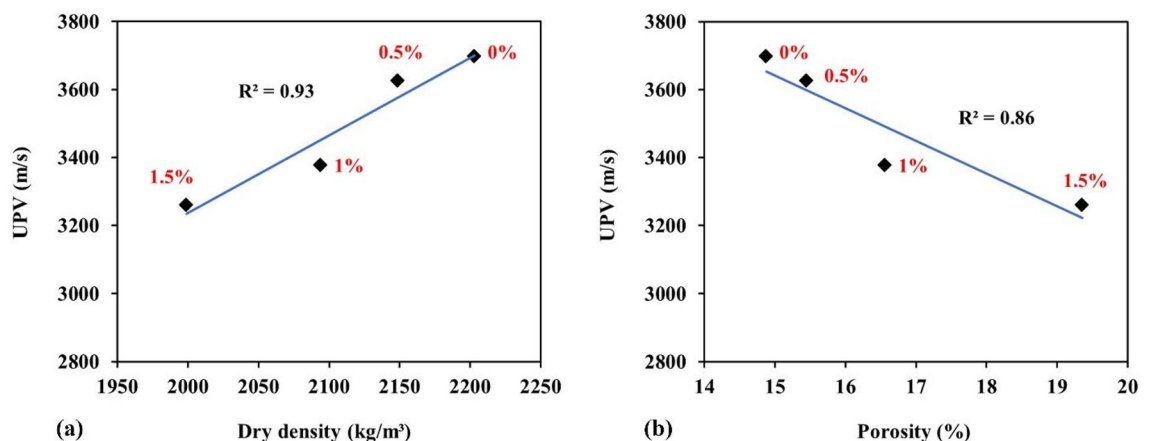 3800
3600
3400
3200
3000
2800
UPV (m/s)
R² = 0.93
0.5%
0%
1%
1.5%
1950 2000 2050 2100 2150 2200 2250
(a) Dry density (kg/m³)
3800
3600
3400
3200
3000
2800
UPV (m/s)
0%
0.5%
R² = 0.86
1%
1.5%
14 15 16 17 18 19 20
(b) Porosity (%)